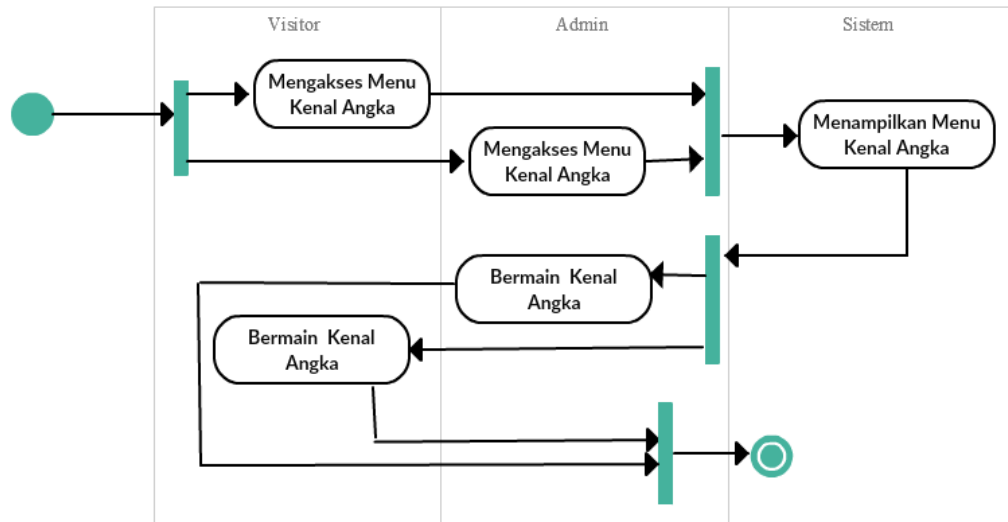 Visitor
Admin
Sistem
Mengakses Menu
Kenal Angka
Mengakses Menu
Kenal Angka
Menampilkan Menu
Kenal Angka
Bermain Kenal
Angka
Bermain Kenal
Angka